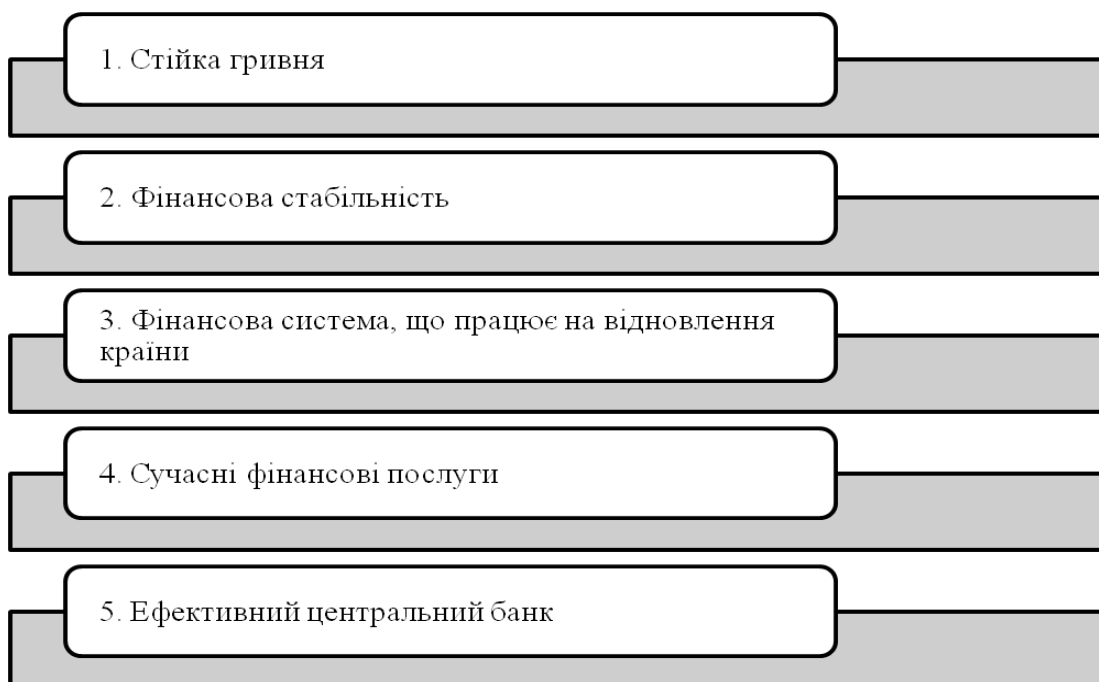 1. Стійка гривня
2. Фінансова стабільність
3. Фінансова система, що працює на відновлення
країни
4. Сучасні фінансові послуги
5. Ефективний центральний банк